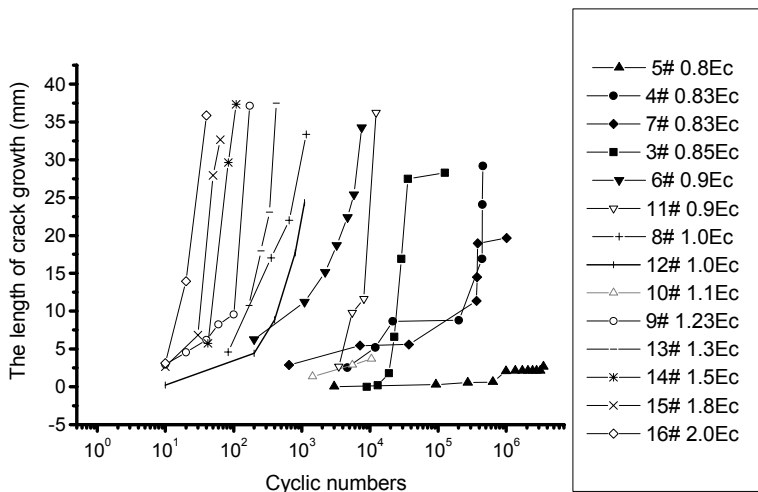 The length of crack growth (mm)
40
35
30
25
20
15
10
5
0
-5
10^0 10^1 10^2 10^3 10^4 10^5 10^6
Cyclic numbers
5# 0.8Ec
4# 0.83Ec
7# 0.83Ec
3# 0.85Ec
6# 0.9Ec
11# 0.9Ec
8# 1.0Ec
12# 1.0Ec
10# 1.1Ec
9# 1.23Ec
13# 1.3Ec
14# 1.5Ec
15# 1.8Ec
16# 2.0Ec